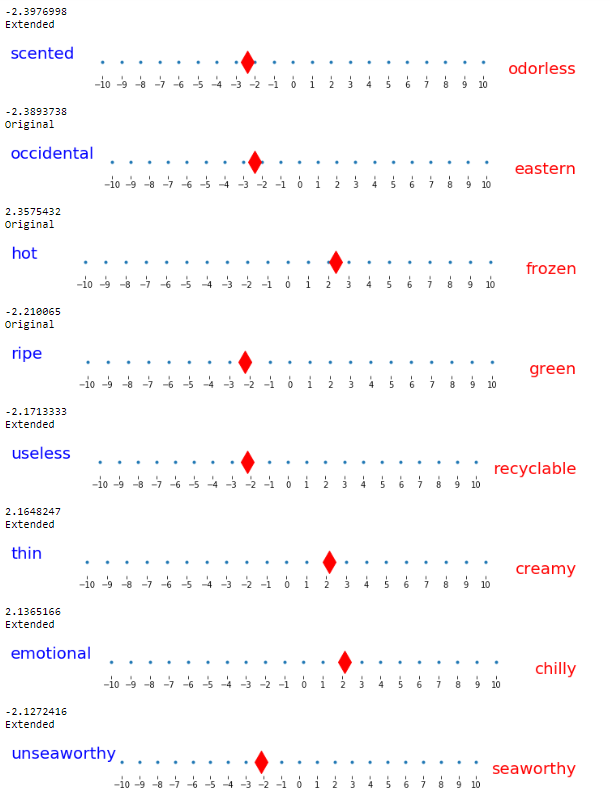 -2.3976998
Extended
scented
odorless
-10 -9 -8 -7 -6 -5 -4 -3 -2 -1 0 1 2 3 4 5 6 7 8 9 10
-2.3893738
Original
occidental
eastern
-10 -9 -8 -7 -6 -5 -4 -3 -2 -1 0 1 2 3 4 5 6 7 8 9 10
2.3575432
Original
hot
frozen
-10 -9 -8 -7 -6 -5 -4 -3 -2 -1 0 1 2 3 4 5 6 7 8 9 10
-2.210065
Original
ripe
green
-10 -9 -8 -7 -6 -5 -4 -3 -2 -1 0 1 2 3 4 5 6 7 8 9 10
-2.1713333
Extended
useless
recyclable
-10 -9 -8 -7 -6 -5 -4 -3 -2 -1 0 1 2 3 4 5 6 7 8 9 10
2.1648247
Extended
thin
creamy
-10 -9 -8 -7 -6 -5 -4 -3 -2 -1 0 1 2 3 4 5 6 7 8 9 10
2.1365166
Extended
emotional
chilly
-10 -9 -8 -7 -6 -5 -4 -3 -2 -1 0 1 2 3 4 5 6 7 8 9 10
-2.1272416
Extended
unseaworthy
seaworthy
-10 -9 -8 -7 -6 -5 -4 -3 -2 -1 0 1 2 3 4 5 6 7 8 9 10